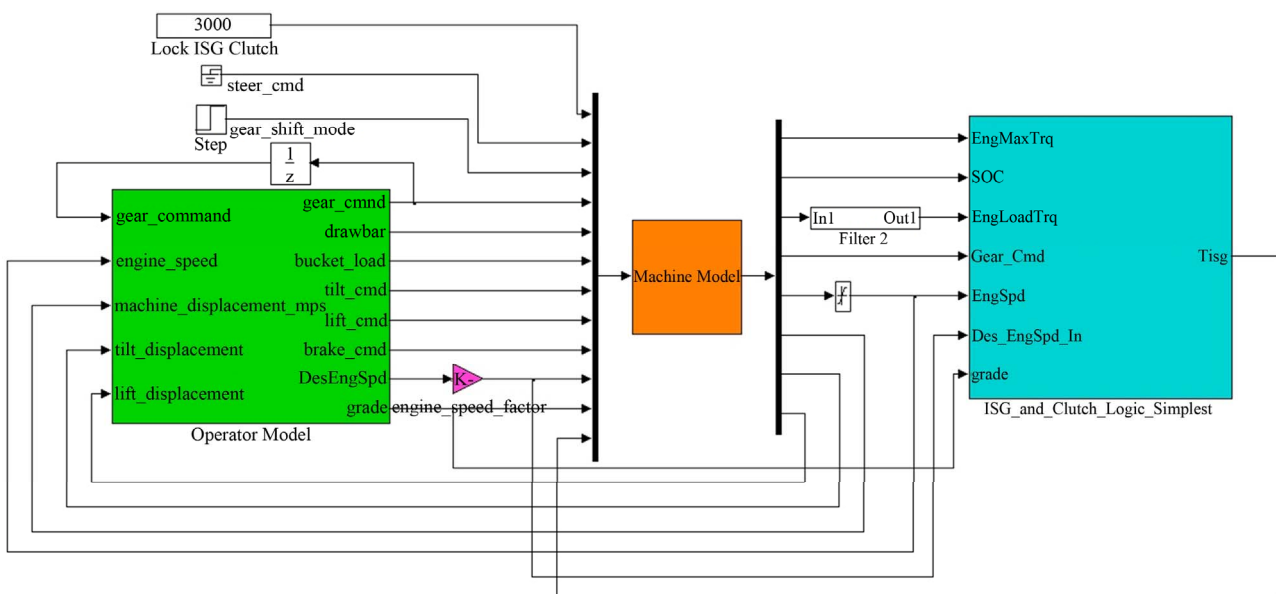 3000
Lock ISG Clutch
steer_cmd
gear_shift_mode
Step
1
z
gear_command
engine_speed
machine_displacement_mps
tilt_displacement
lift_displacement
gear_cmnd
drawbar
bucket_load
tilt_cmd
lift_cmd
brake_cmd
DesEngSpd
grade
Operator Model
K-
engine_speed_factor
Machine Model
In1 Out1
Filter 2
EngMaxTrq
SOC
EngLoadTrq
Gear_Cmd
EngSpd
Des_EngSpd_In
grade
Tisg
ISG_and_Clutch_Logic_Simplest